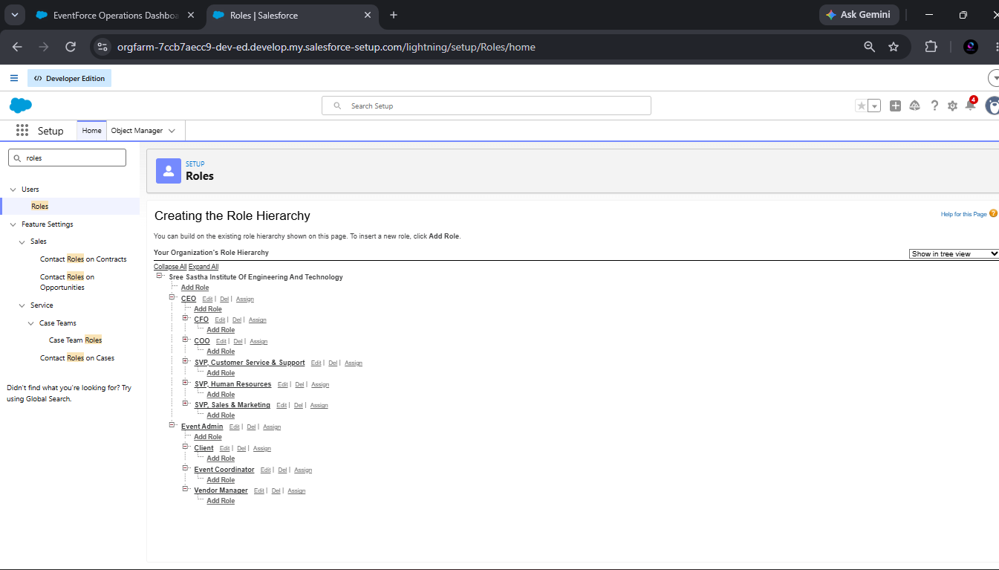 EventForce Operations Dashboa
Roles | Salesforce
Ask Gemini
orgfarm-7ccb7aecc9-dev-ed.develop.my.salesforce-setup.com/lightning/setup/Roles/home
Developer Edition
Search Setup
4
Setup
Home
Object Manager
roles
Users
Roles
Feature Settings
Sales
Contact Roles on Contracts
Contact Roles on
Opportunities
Service
Case Teams
Case Team Roles
Contact Roles on Cases
Didn't find what you're looking for? Try
using Global Search.
SETUP
Roles
Creating the Role Hierarchy
Help for this Page
You can build on the existing role hierarchy shown on this page. To insert a new role, click Add Role.
Your Organization's Role Hierarchy
Show in tree view
Collapse All Expand All
Sree Sastha Institute Of Engineering And Technology
Add Role
CEO Edit | Del | Assign
Add Role
CFO Edit | Del | Assign
Add Role
COO Edit | Del | Assign
Add Role
SVP, Customer Service & Support Edit | Del | Assign
Add Role
SVP, Human Resources Edit | Del | Assign
Add Role
SVP, Sales & Marketing Edit | Del | Assign
Add Role
Event Admin Edit | Del | Assign
Add Role
Client Edit | Del | Assign
Add Role
Event Coordinator Edit | Del | Assign
Add Role
Vendor Manager Edit | Del | Assign
Add Role